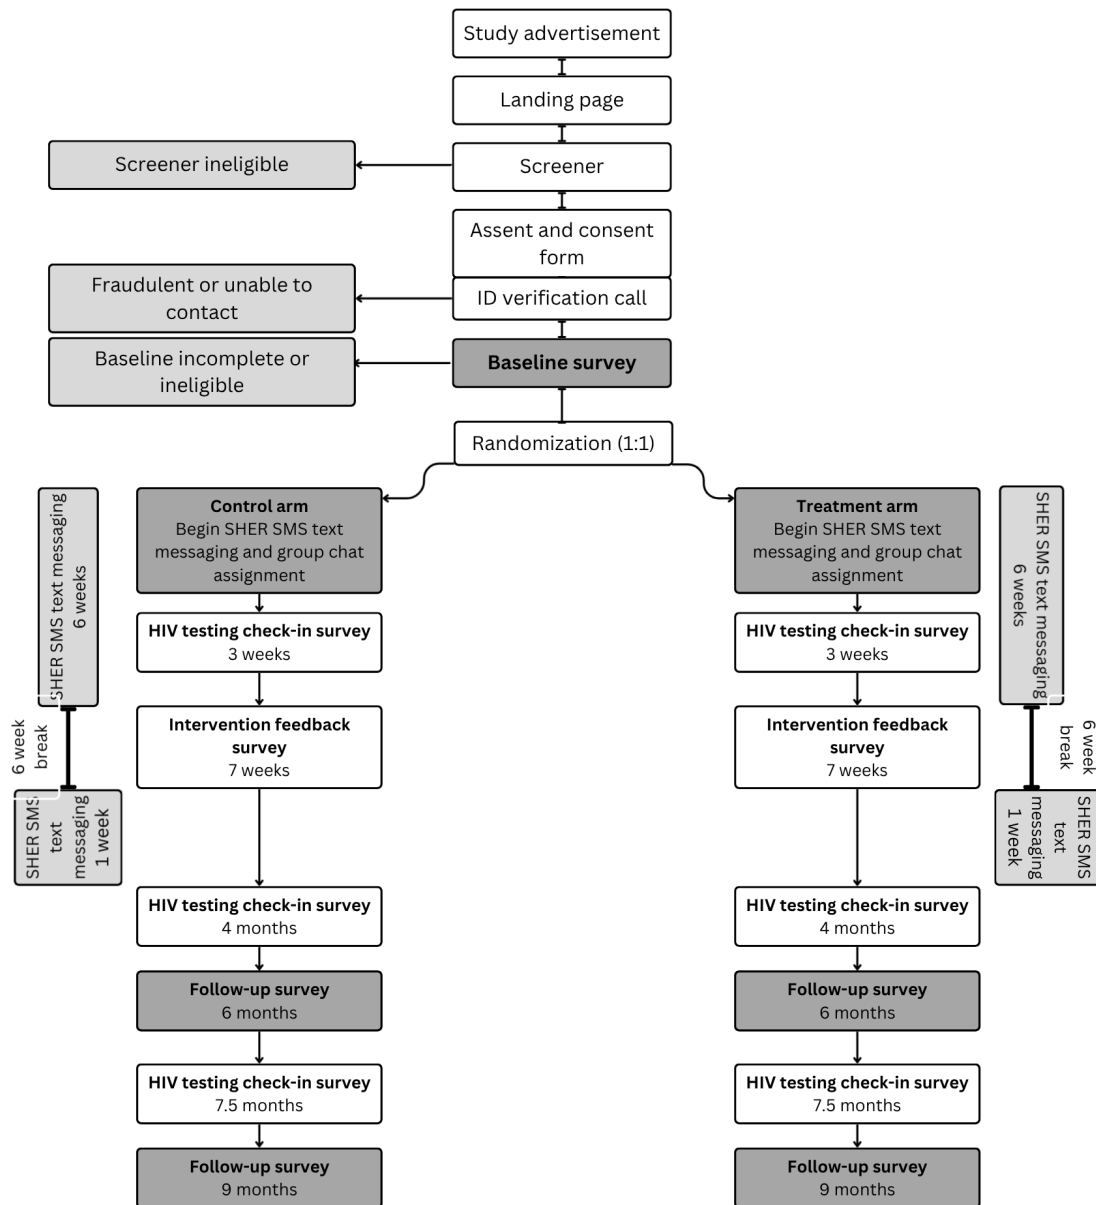 Study advertisement
Landing page
Screener ineligible
Screener
Assent and consent
form
Fraudulent or unable to
contact
ID verification call
Baseline incomplete or
ineligible
Baseline survey
Randomization (1:1)
SHER SMS text messaging
6 weeks
6 week
break
SHER SMS
text
messaging
1 week
Control arm
Begin SHER SMS text
messaging and group chat
assignment
HIV testing check-in survey
3 weeks
Intervention feedback
survey
7 weeks
HIV testing check-in survey
4 months
Follow-up survey
6 months
HIV testing check-in survey
7.5 months
Follow-up survey
9 months
Treatment arm
Begin SHER SMS text
messaging and group chat
assignment
HIV testing check-in survey
3 weeks
Intervention feedback
survey
7 weeks
HIV testing check-in survey
4 months
Follow-up survey
6 months
HIV testing check-in survey
7.5 months
Follow-up survey
9 months
SHER SMS text messaging
6 weeks
6 week
break
SHER SMS
text
messaging
1 week